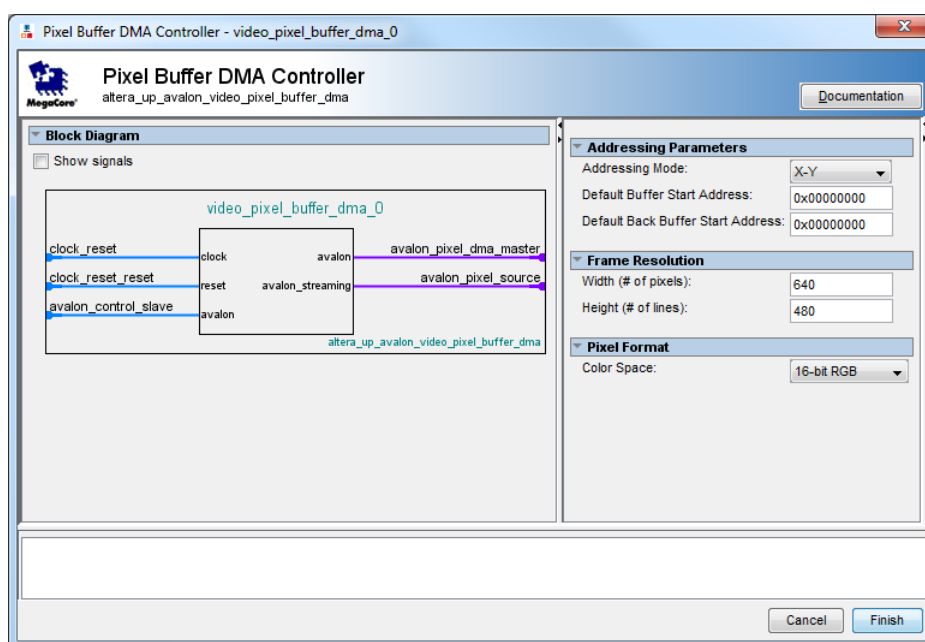 Pixel Buffer DMA Controller - video_pixel_buffer_dma_0
Pixel Buffer DMA Controller
altera_up_avalon_video_pixel_buffer_dma
MegaCore®
Documentation
Block Diagram
Show signals
video_pixel_buffer_dma_0
clock_reset
clock
avalon
avalon_pixel_dma_master
clock_reset_reset
reset
avalon_streaming
avalon_pixel_source
avalon_control_slave
avalon
altera_up_avalon_video_pixel_buffer_dma
Addressing Parameters
Addressing Mode: X-Y
Default Buffer Start Address: 0x00000000
Default Back Buffer Start Address: 0x00000000
Frame Resolution
Width (# of pixels): 640
Height (# of lines): 480
Pixel Format
Color Space: 16-bit RGB
Cancel Finish